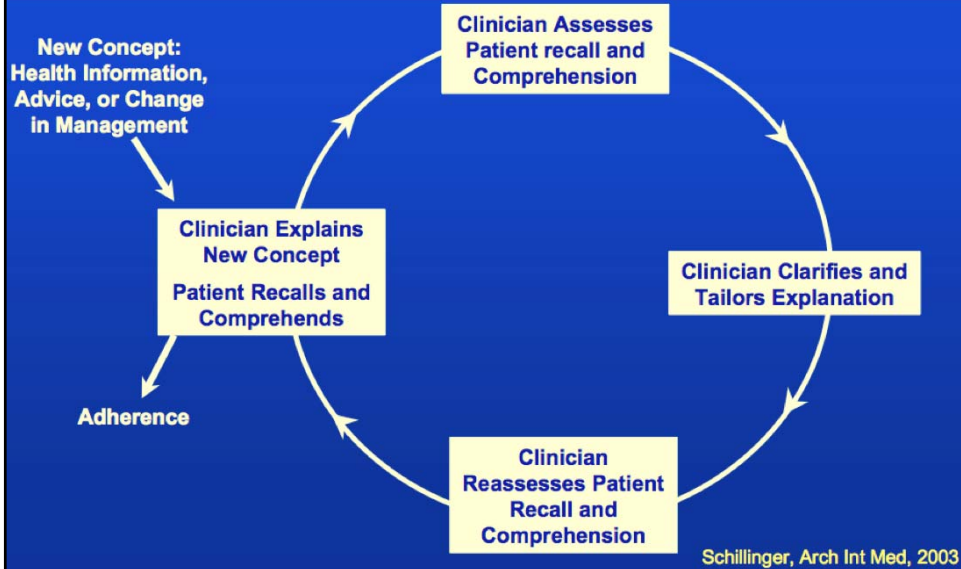 New Concept:
Health Information,
Advice, or Change
in Management
Clinician Explains
New Concept
Patient Recalls and
Comprehends
Adherence
Clinician Assesses
Patient recall and
Comprehension
Clinician Clarifies and
Tailors Explanation
Clinician
Reassesses Patient
Recall and
Comprehension
Schillinger, Arch Int Med, 2003